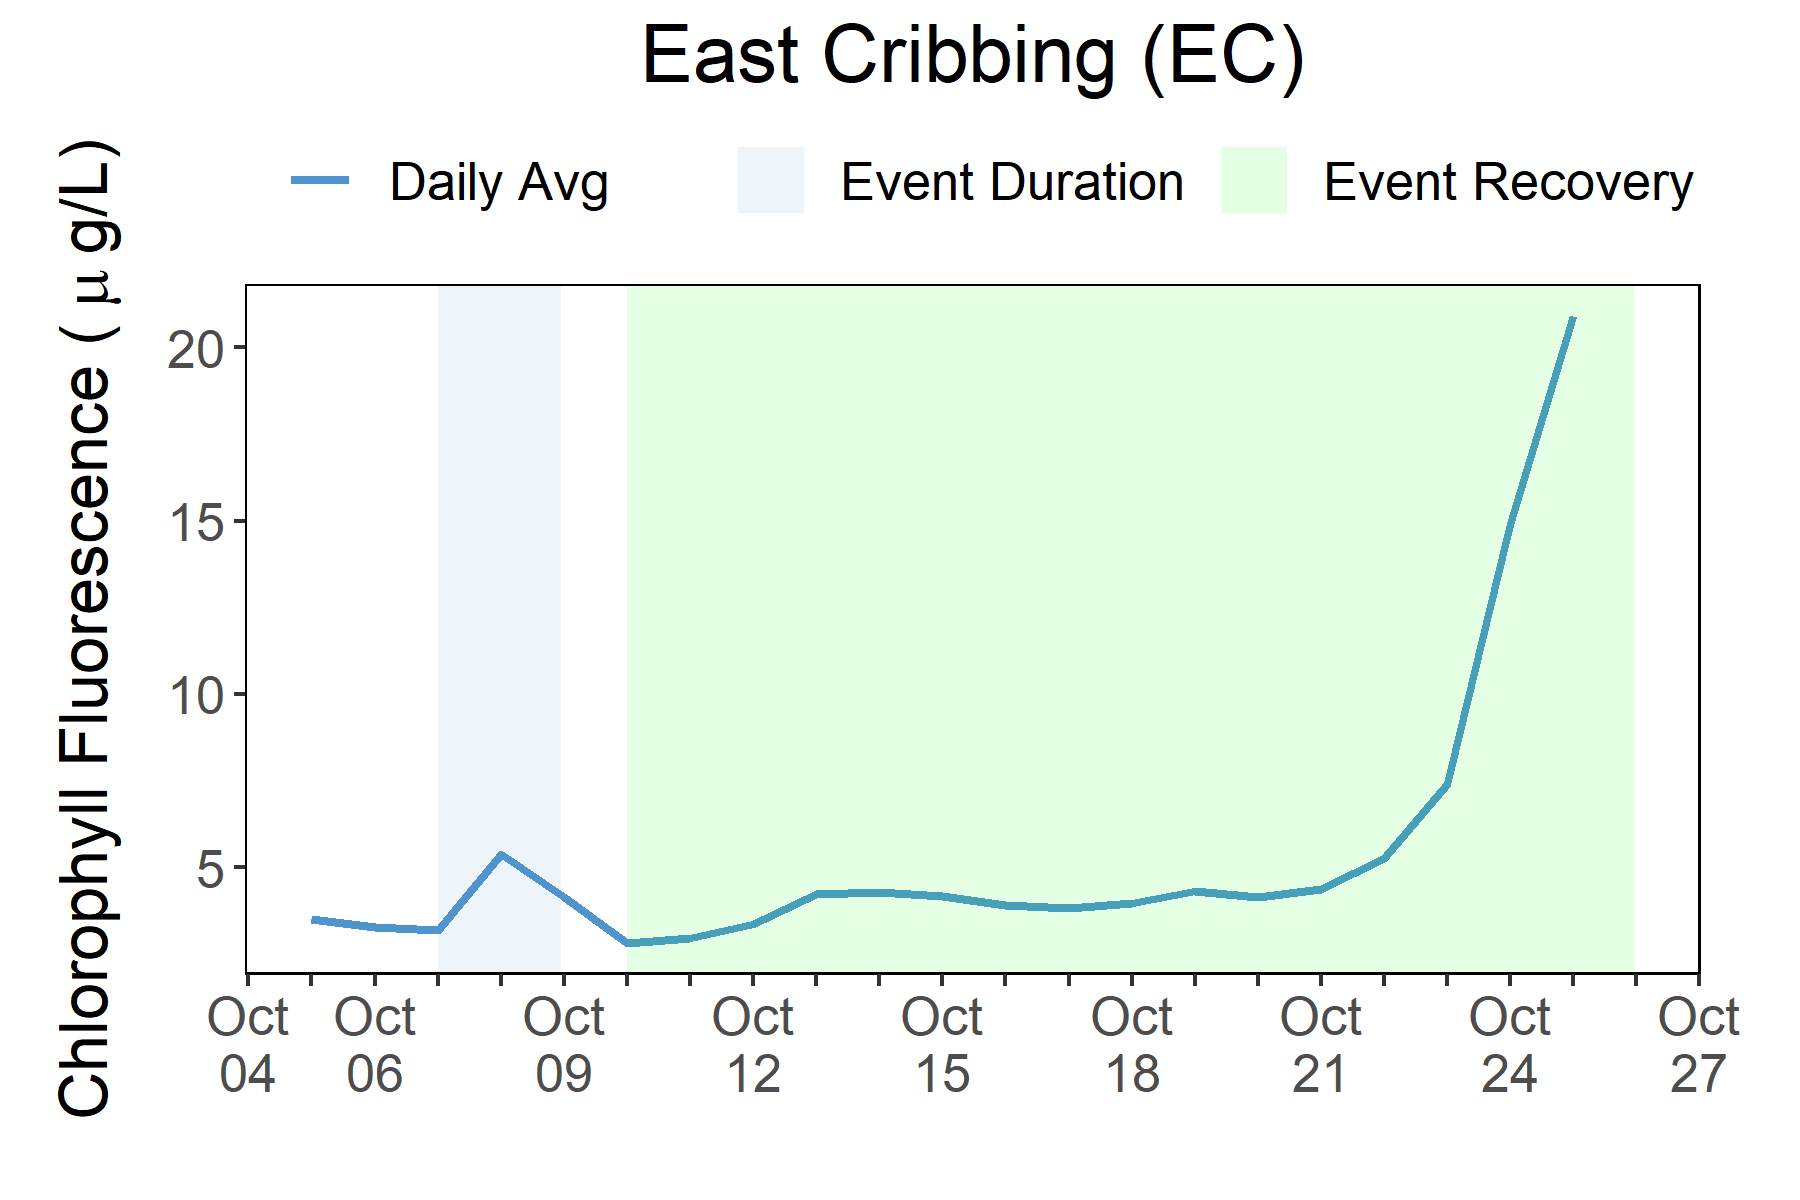 East Cribbing (EC)
Daily Avg Event Duration Event Recovery
Chlorophyll Fluorescence ( μ g/L)
20
15
10
5
Oct Oct Oct Oct Oct Oct Oct Oct Oct
04 06 09 12 15 18 21 24 27